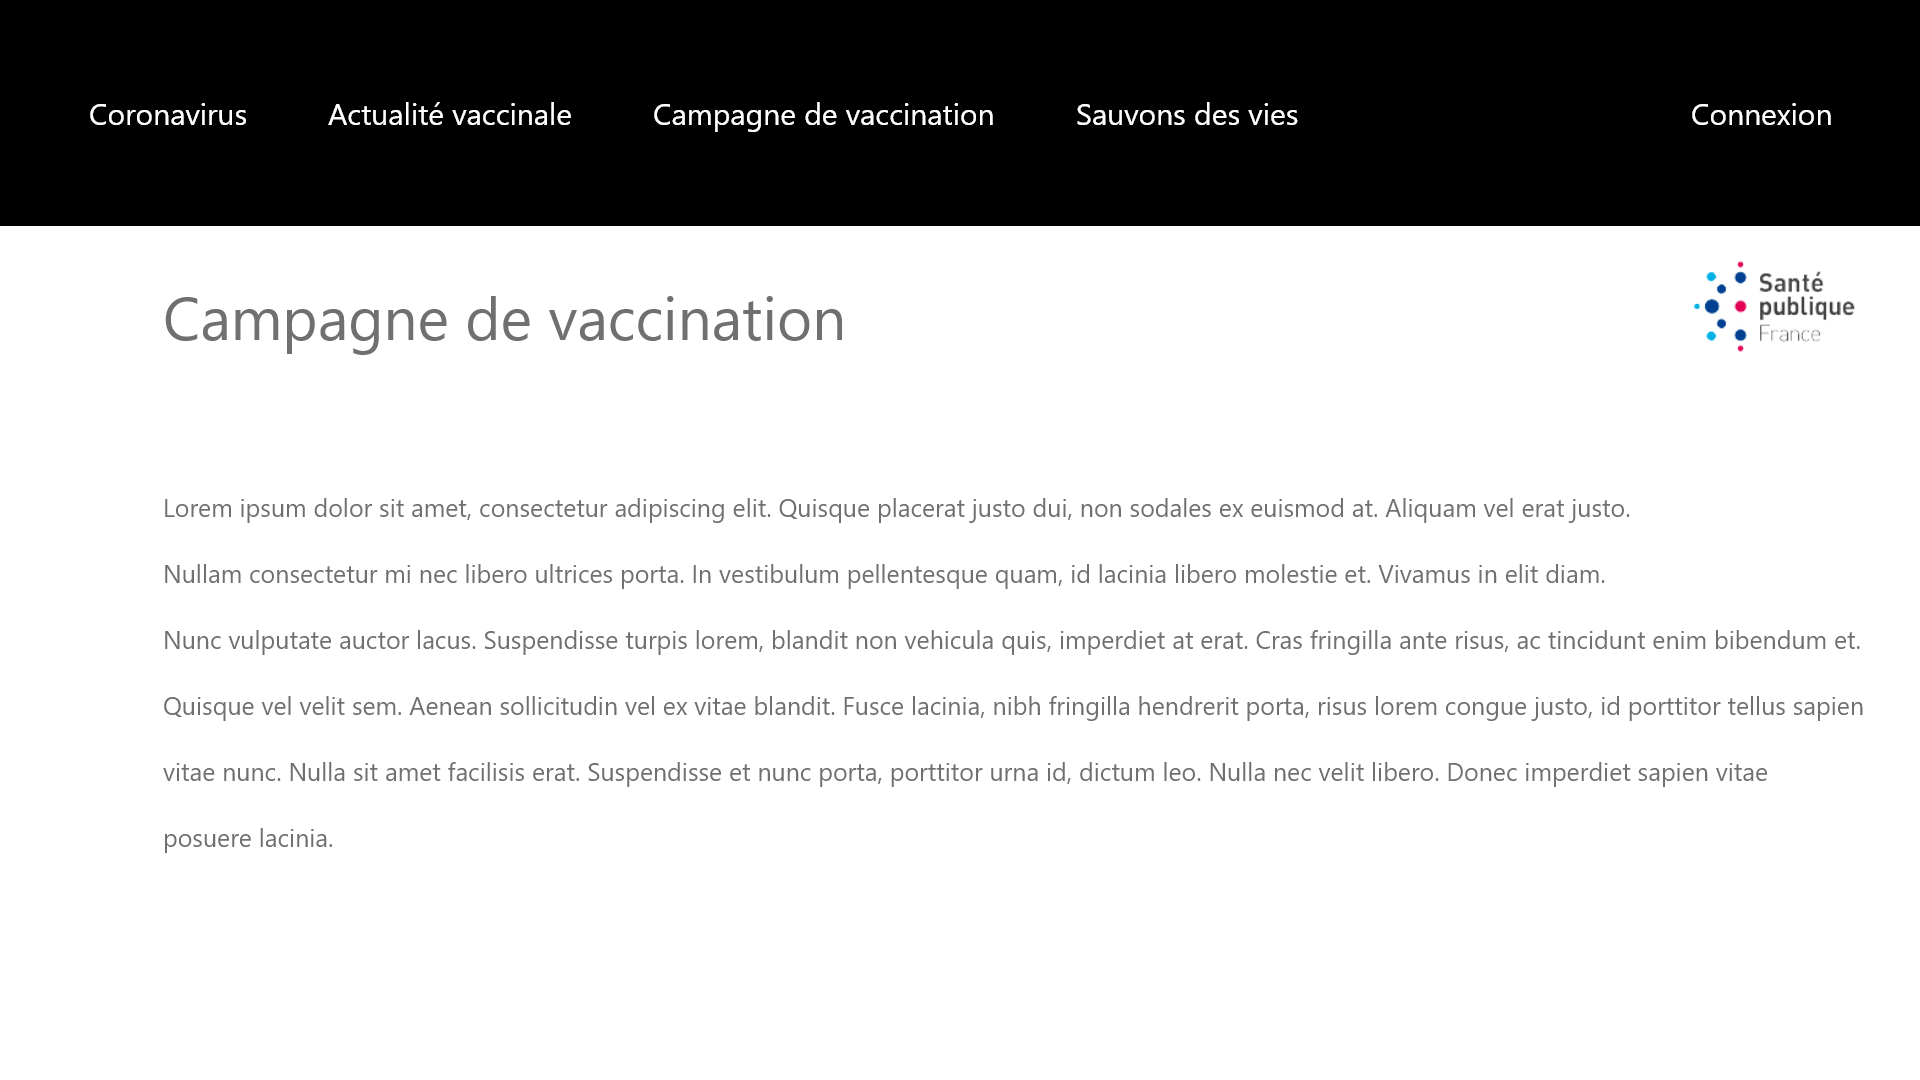 Coronavirus Actualité vaccinale Campagne de vaccination Sauvons des vies Connexion
Campagne de vaccination
Santé
publique
France
Lorem ipsum dolor sit amet, consectetur adipiscing elit. Quisque placerat justo dui, non sodales ex euismod at. Aliquam vel erat justo.
Nullam consectetur mi nec libero ultrices porta. In vestibulum pellentesque quam, id lacinia libero molestie et. Vivamus in elit diam.
Nunc vulputate auctor lacus. Suspendisse turpis lorem, blandit non vehicula quis, imperdiet at erat. Cras fringilla ante risus, ac tincidunt enim bibendum et.
Quisque vel velit sem. Aenean sollicitudin vel ex vitae blandit. Fusce lacinia, nibh fringilla hendrerit porta, risus lorem congue justo, id porttitor tellus sapien
vitae nunc. Nulla sit amet facilisis erat. Suspendisse et nunc porta, porttitor urna id, dictum leo. Nulla nec velit libero. Donec imperdiet sapien vitae
posuere lacinia.